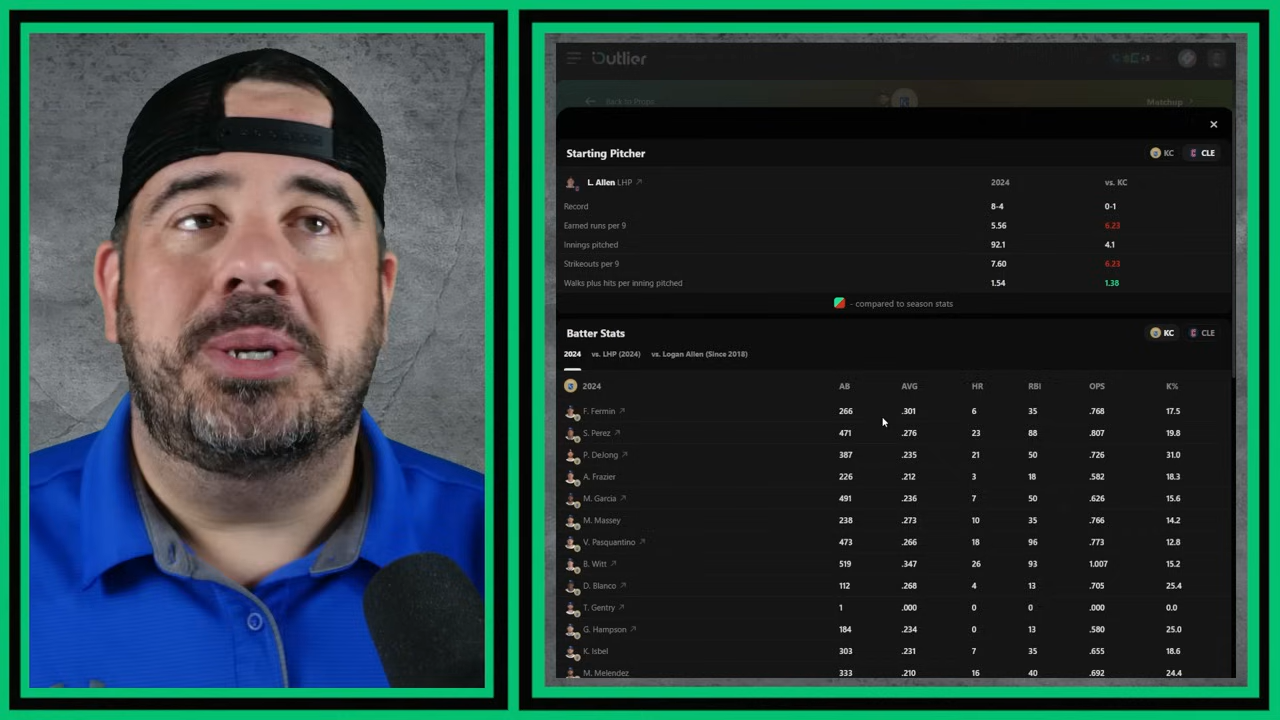 Outlier
Back to Props
Matchup
Starting Pitcher KC CLE
L. Allen LHP 2024 vs. KC
Record 8-4 0-1
Earned runs per 9 5.56 6.23
Innings pitched 92.1 4.1
Strikeouts per 9 7.60 6.23
Walks plus hits per inning pitched 1.54 1.38
- compared to season stats
Batter Stats KC CLE
2024 vs. LHP (2024) vs. Logan Allen (Since 2018)
2024 AB AVG HR RBI OPS K%
F. Fermin 266 .301 6 35 .768 17.5
S. Perez 471 .276 23 88 .807 19.8
P. DeJong 387 .235 21 50 .726 31.0
A. Frazier 226 .212 3 18 .582 18.3
M. Garcia 491 .236 7 50 .626 15.6
M. Massey 238 .273 10 35 .766 14.2
V. Pasquantino 473 .266 18 96 .773 12.8
B. Witt 519 .347 26 93 1.007 15.2
D. Blanco 112 .268 4 13 .705 25.4
T. Gentry 1 .000 0 0 .000 0.0
G. Hampson 184 .234 0 13 .580 25.0
K. Isbel 303 .231 7 35 .655 18.6
M. Melendez 333 .210 16 40 .692 24.4